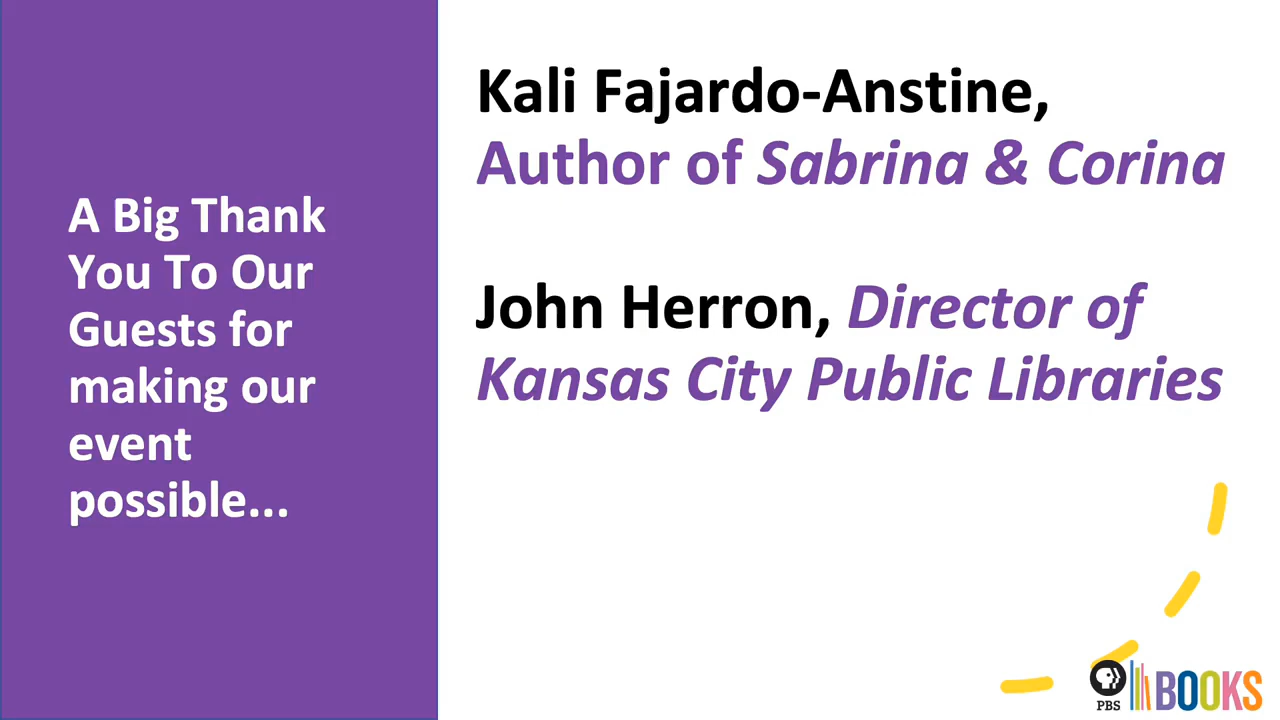 A Big Thank
You To Our
Guests for
making our
event
possible...
Kali Fajardo-Anstine,
Author of Sabrina & Corina
John Herron, Director of
Kansas City Public Libraries
PBS
BOOKS